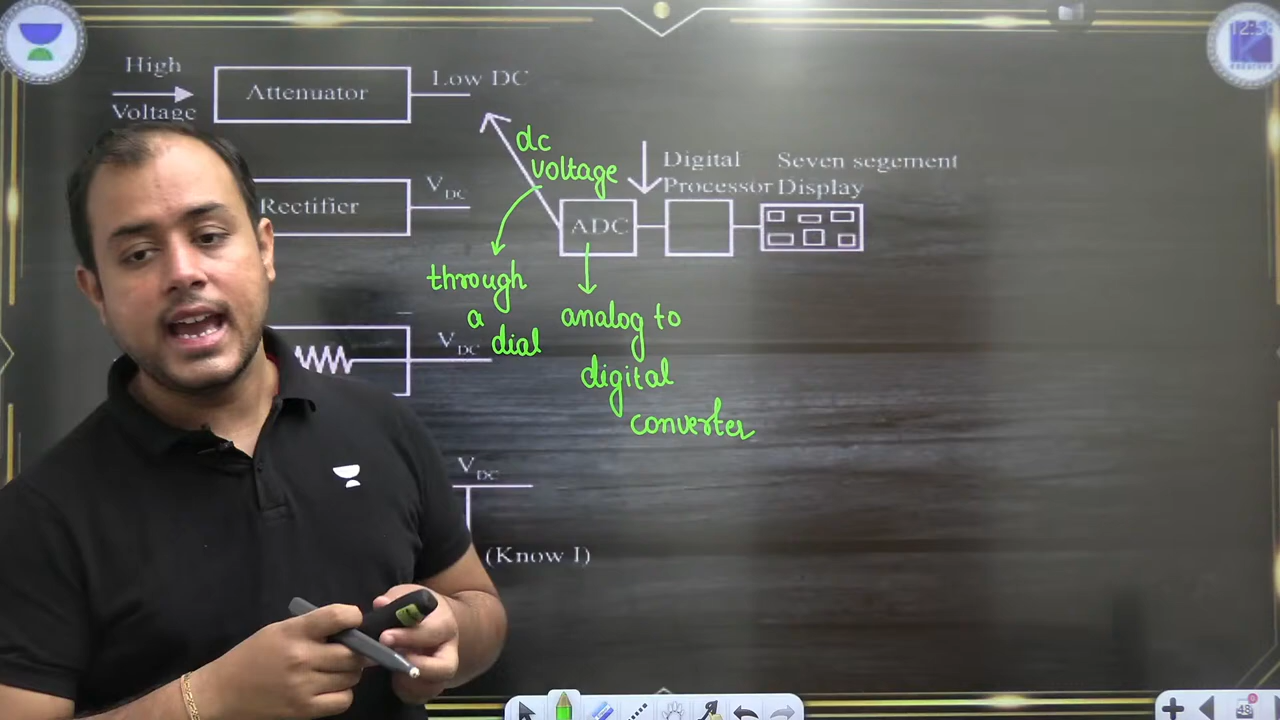 High
Voltage
Attenuator
Low DC
dc
voltage
Digital
Processor
Seven segement
Display
Rectifier
VDC
ADC
through
a
dial
analog to
digital
converter
VDC
VDC
(Know I)